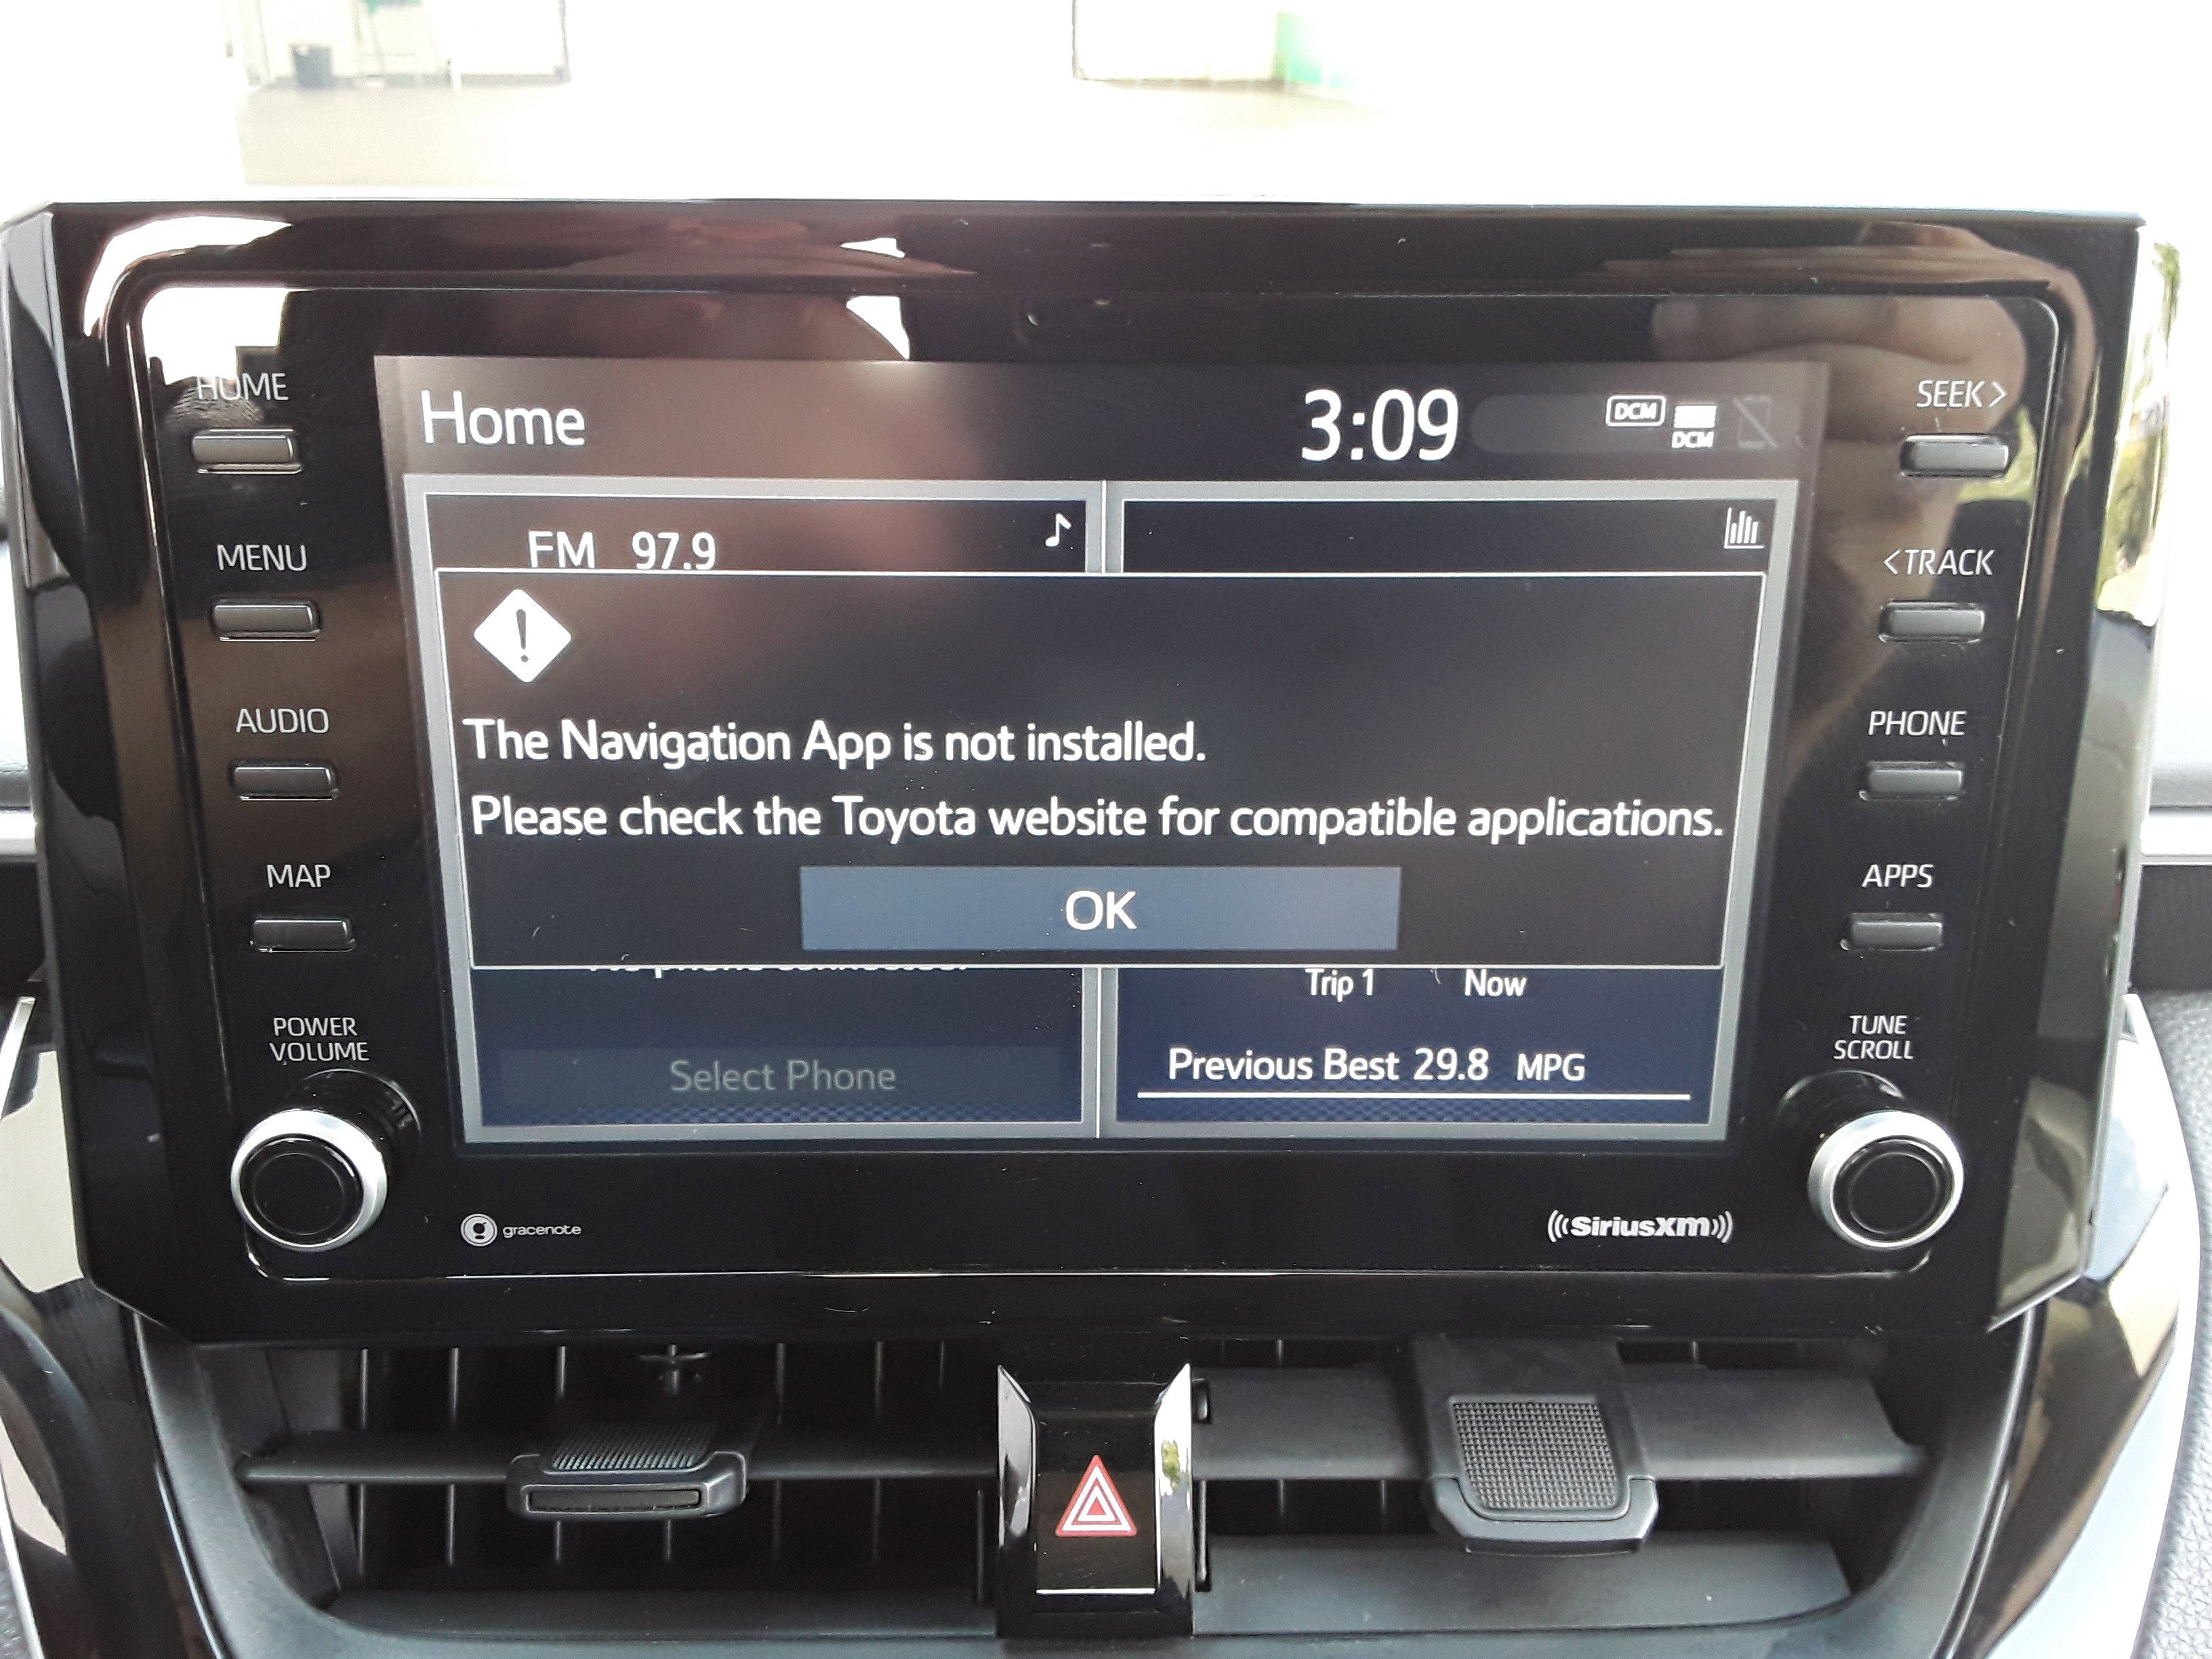 HOME
MENU
AUDIO
MAP
POWER
VOLUME
Home
3:09
DCM
DCM
FM 97.9
The Navigation App is not installed.
Please check the Toyota website for compatible applications.
OK
Trip 1 Now
Select Phone
Previous Best 29.8 MPG
SEEK>
<TRACK
PHONE
APPS
TUNE
SCROLL
gracenote
SiriusXM